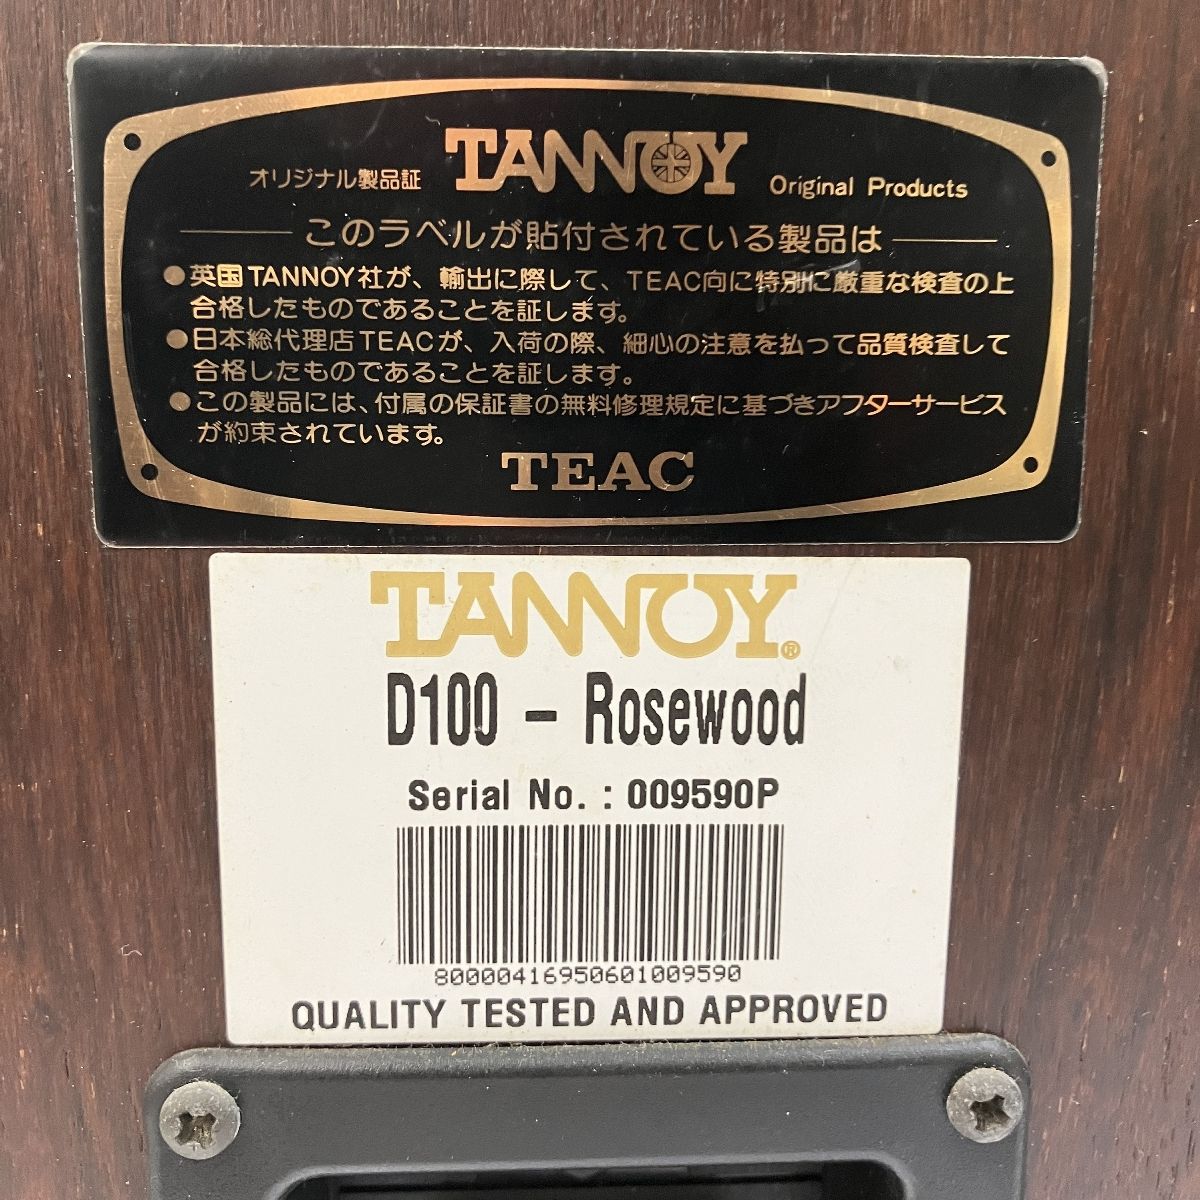 オリジナル製品証 TANNOY Original Products
このラベルが貼付されている製品は
●英国TANNOY社が、輸出に際して、TEAC向に特別に厳重な検査の上
合格したものであることを証します。
●日本総代理店TEACが、入荷の際、細心の注意を払って品質検査して
合格したものであることを証します。
●この製品には、付属の保証書の無料修理規定に基づきアフターサービス
が約束されています。
TEAC
TANNOY®
D100 - Rosewood
Serial No. : 009590P
80000416950601009590
QUALITY TESTED AND APPROVED